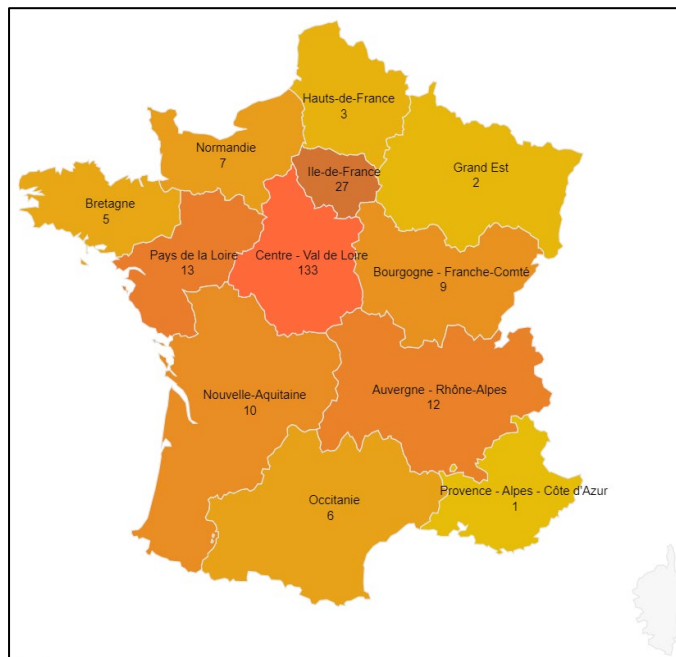 Hauts-de-France
3
Normandie
7
Ile-de-France
27
Grand Est
2
Bretagne
5
Pays de la Loire
13
Centre - Val de Loire
133
Bourgogne - Franche-Comté
9
Nouvelle-Aquitaine
10
Auvergne - Rhône-Alpes
12
Occitanie
6
Provence - Alpes - Côte d'Azur
1